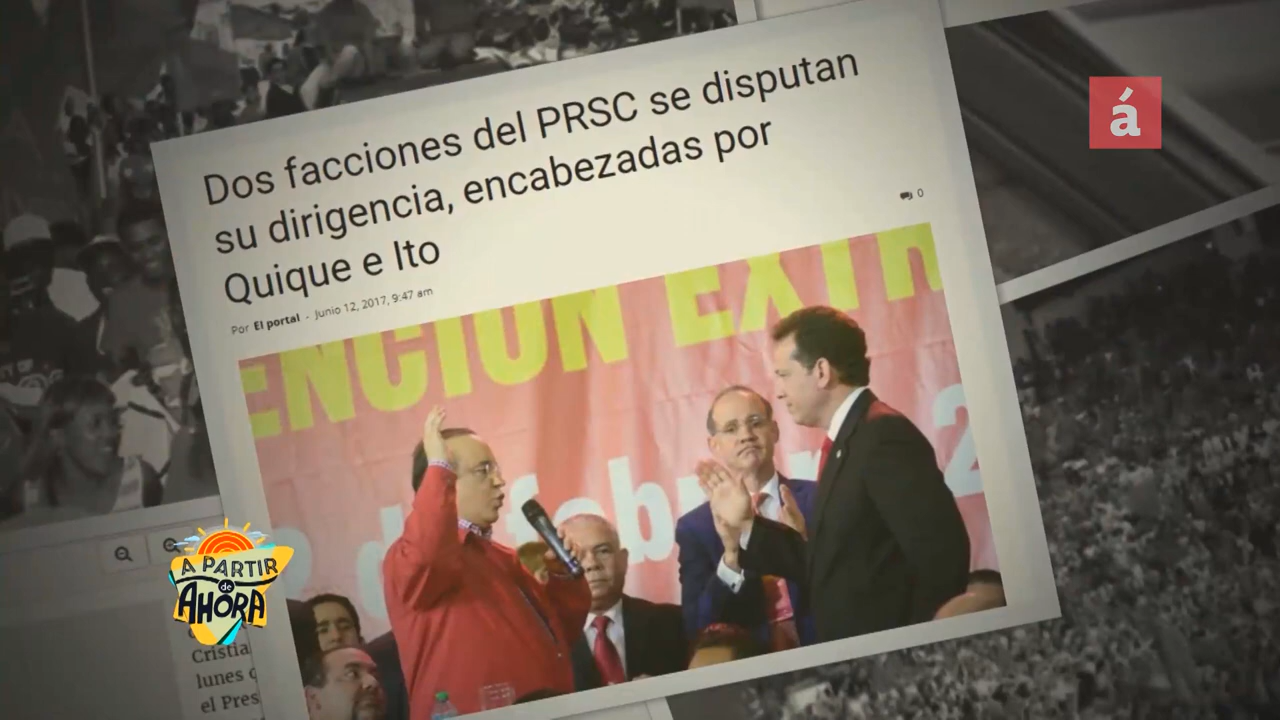 Dos facciones del PRSC se disputan
su dirigencia, encabezadas por
Quique e Ito
0
Por El portal - Junio 12, 2017, 9:47 am
ENCIÓN EXTR
á
A PARTIR
de
AHORA
Cristia
lunes
el Pres